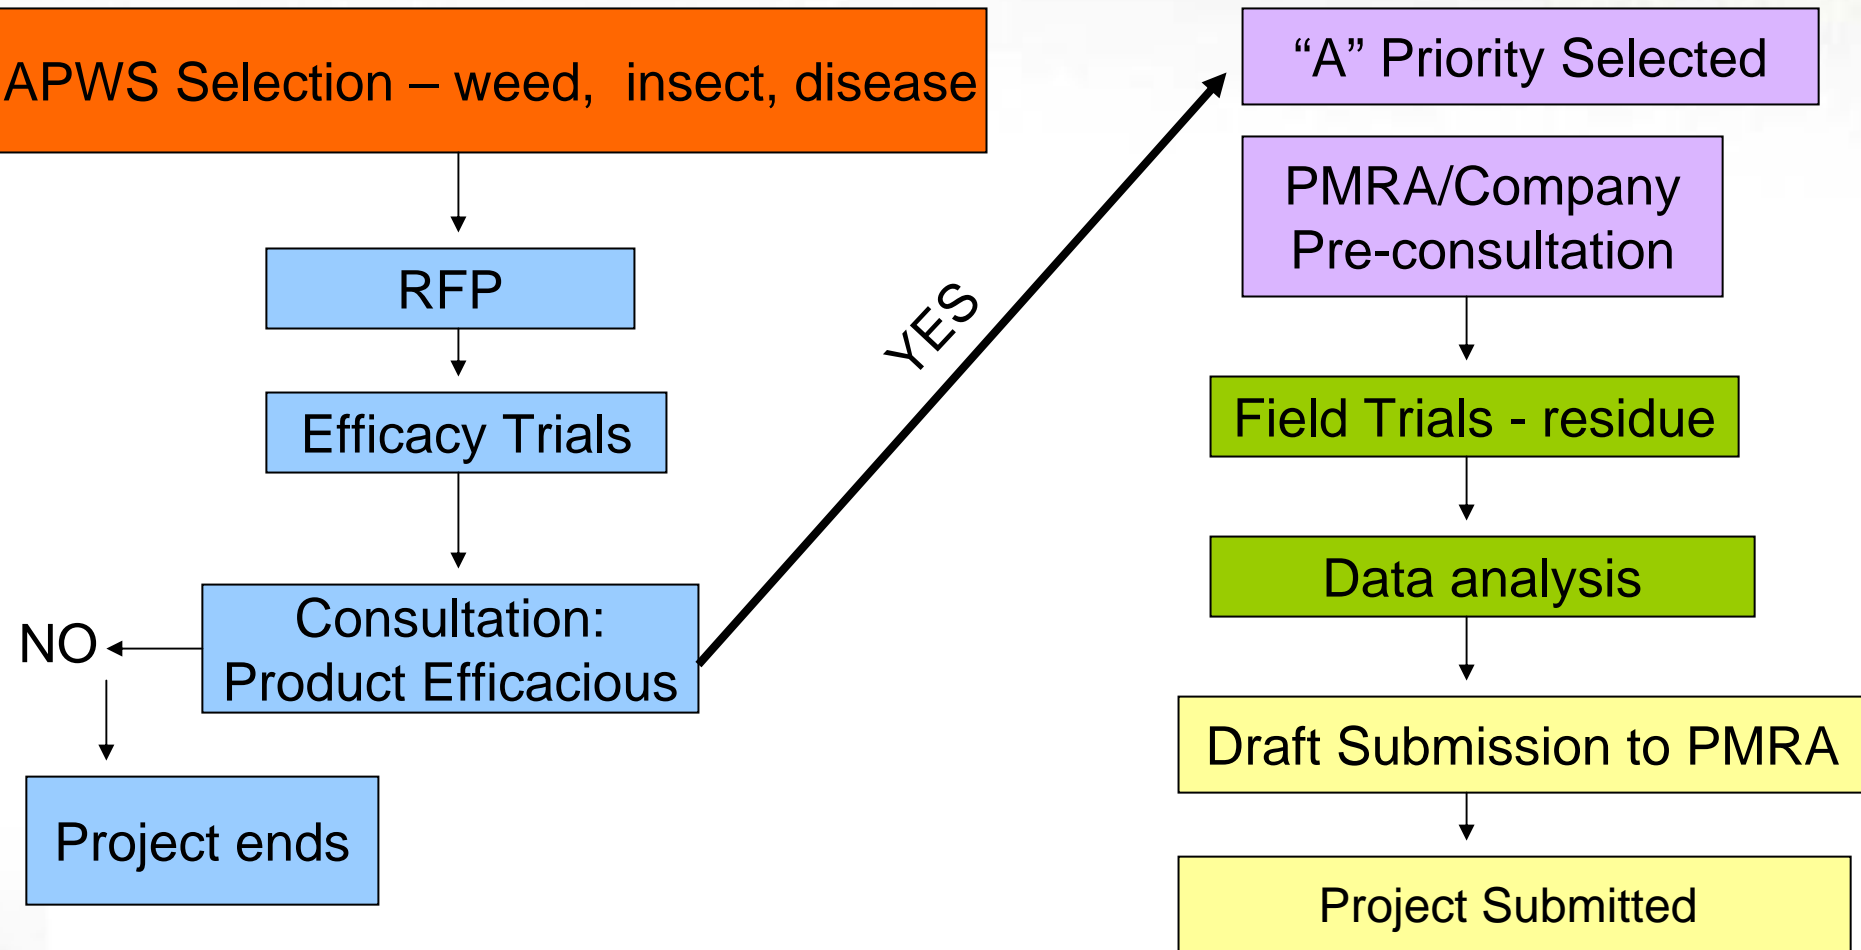 APWS Selection – weed, insect, disease
RFP
Efficacy Trials
Consultation:
Product Efficacious
NO
Project ends
YES
“A” Priority Selected
PMRA/Company
Pre-consultation
Field Trials - residue
Data analysis
Draft Submission to PMRA
Project Submitted